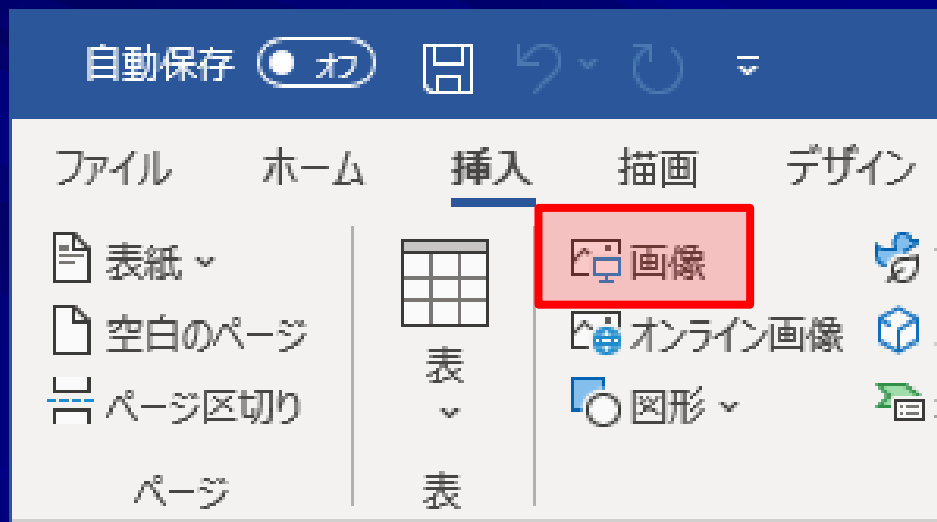 自動保存 オフ
ファイル ホーム 挿入 描画 デザイン
表紙
空白のページ
ページ区切り
ページ
表
表
画像
オンライン画像
図形